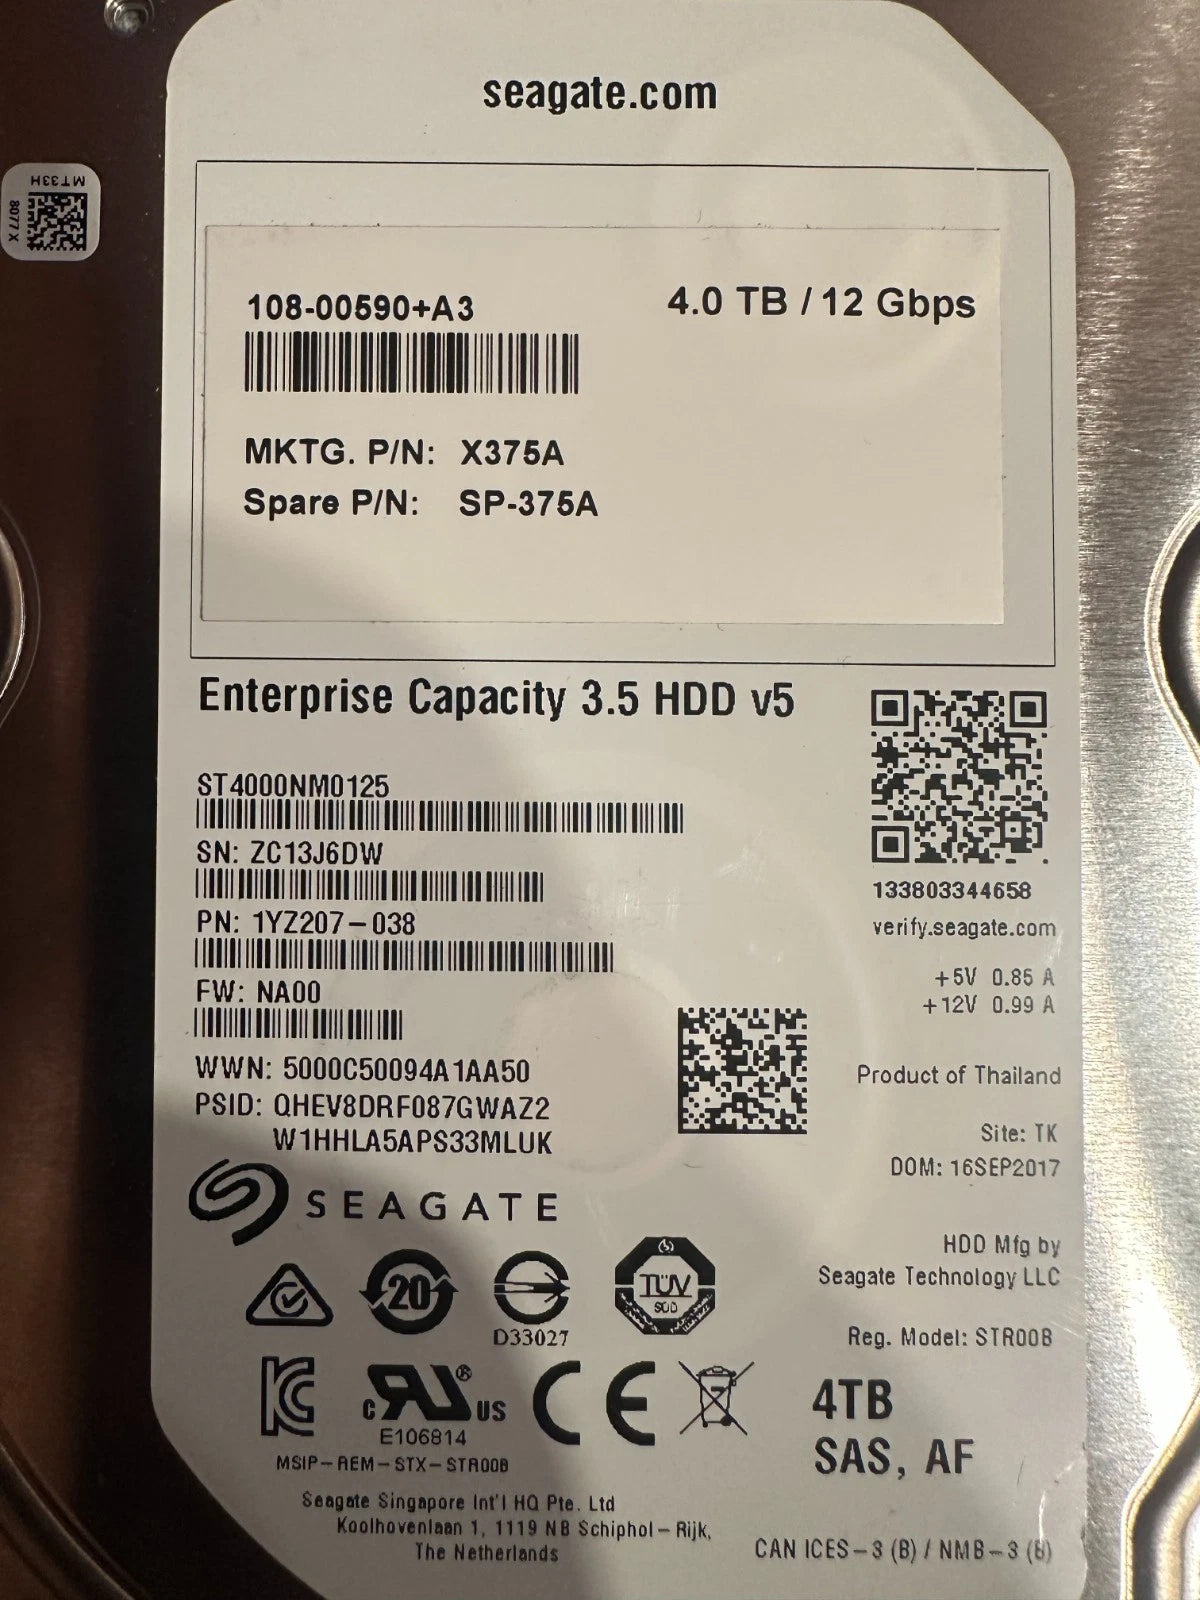 seagate.com
MT33H
8077 X
108-00590+A3
4.0 TB / 12 Gbps
MKTG. P/N: X375A
Spare P/N: SP-375A
Enterprise Capacity 3.5 HDD v5
ST4000NM0125
SN: ZC13J6DW
PN: 1YZ207-038
FW: NA00
WWN: 5000C50094A1AA50
PSID: QHEV8DRF087GWAZ2
W1HHLA5APS33MLUK
133803344658
verify.seagate.com
+5V 0.85 A
+12V 0.99 A
Product of Thailand
Site: TK
DOM: 16SEP2017
HDD Mfg by
Seagate Technology LLC
Reg. Model: STR00B
SEAGATE
20
D33027
TÜV
SÜD
C US
®
E106814
CE
MSIP-REM-STX-STR00B
4TB
SAS, AF
Seagate Singapore Int'l HQ Pte. Ltd
Koolhovenlaan 1, 1119 NB Schiphol-Rijk,
The Netherlands
CAN ICES-3 (B) / NMB-3 (B)